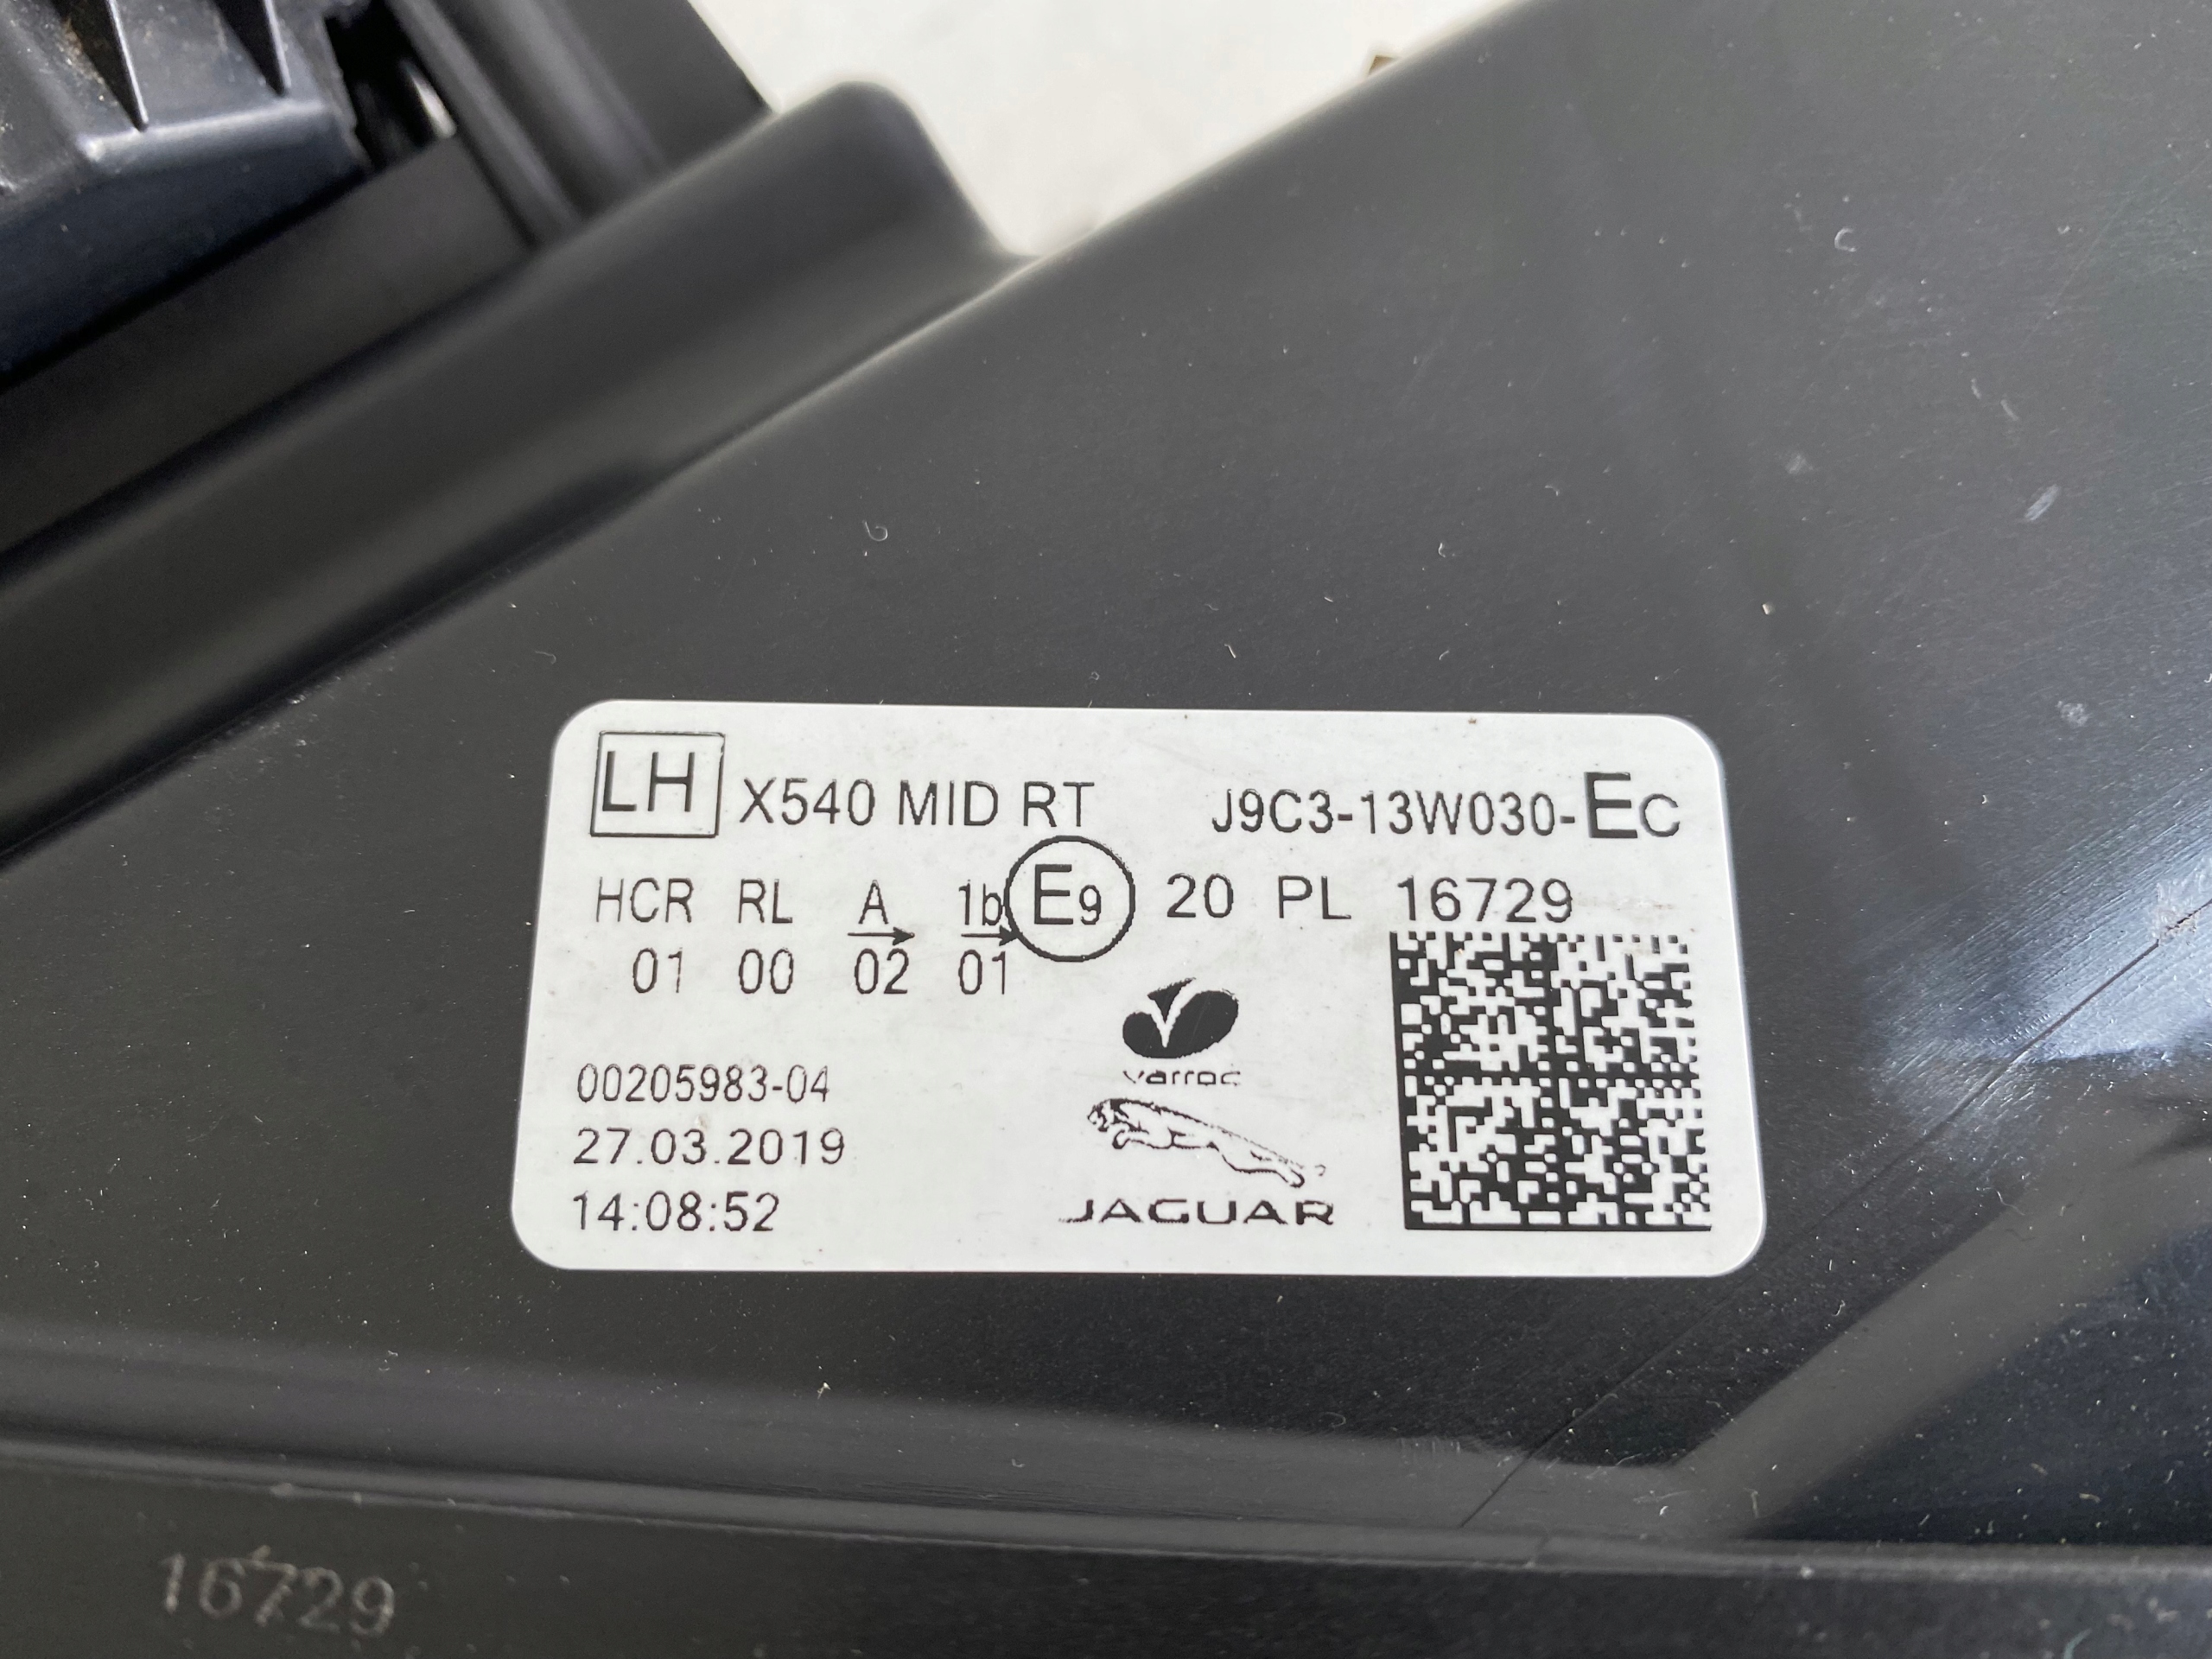 LH X540 MID RT J9C3-13W030-EC
HCR RL A 1b E9 20 PL 16729
01 00 02 01
varroc
00205983-04
27.03.2019
14:08:52
JAGUAR
16729